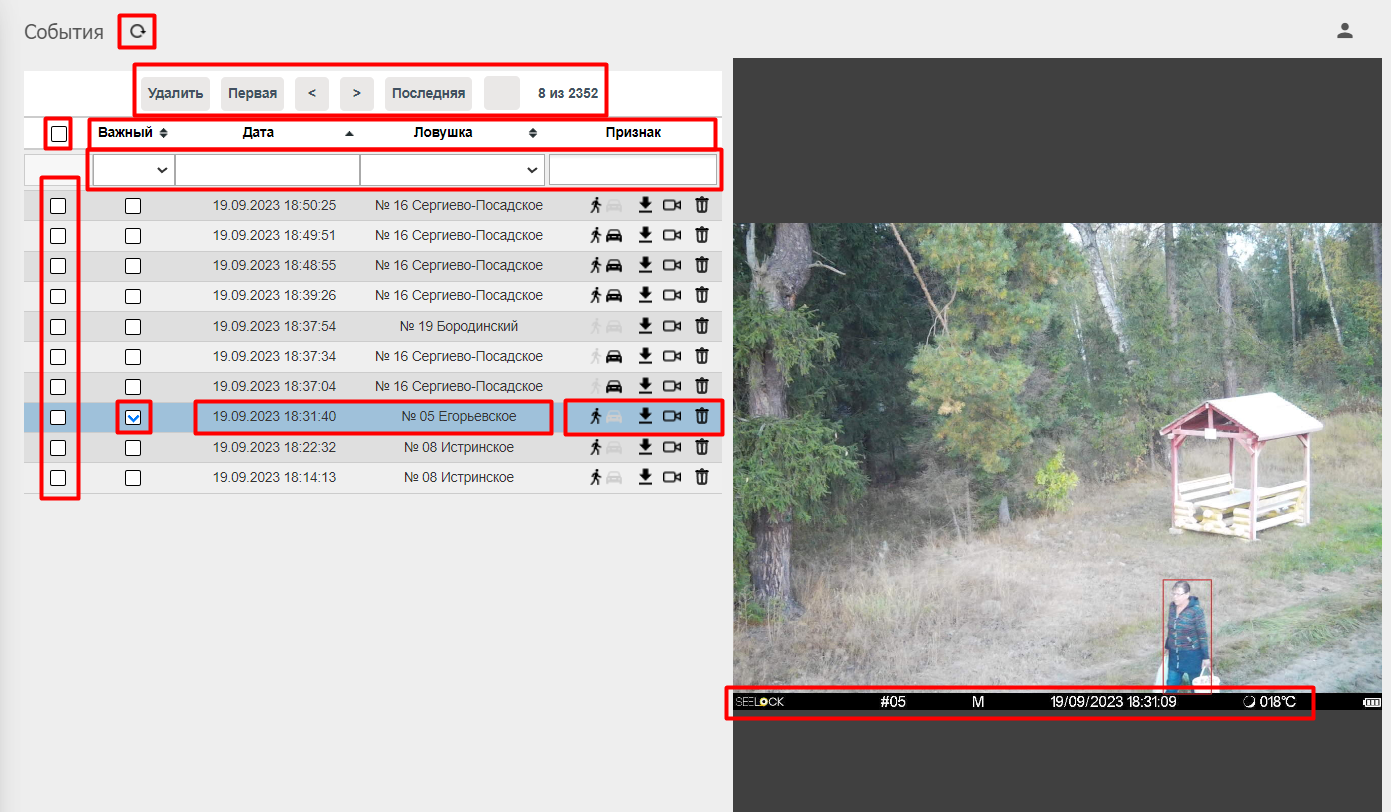 События
Удалить Первая < > Последняя 8 из 2352
Важный Дата Ловушка Признак
19.09.2023 18:50:25 № 16 Сергиево-Посадское
19.09.2023 18:49:51 № 16 Сергиево-Посадское
19.09.2023 18:48:55 № 16 Сергиево-Посадское
19.09.2023 18:39:26 № 16 Сергиево-Посадское
19.09.2023 18:37:54 № 19 Бородинский
19.09.2023 18:37:34 № 16 Сергиево-Посадское
19.09.2023 18:37:04 № 16 Сергиево-Посадское
19.09.2023 18:31:40 № 05 Егорьевское
19.09.2023 18:22:32 № 08 Истринское
19.09.2023 18:14:13 № 08 Истринское
SEELOCK #05 M 19/09/2023 18:31:09 018°C